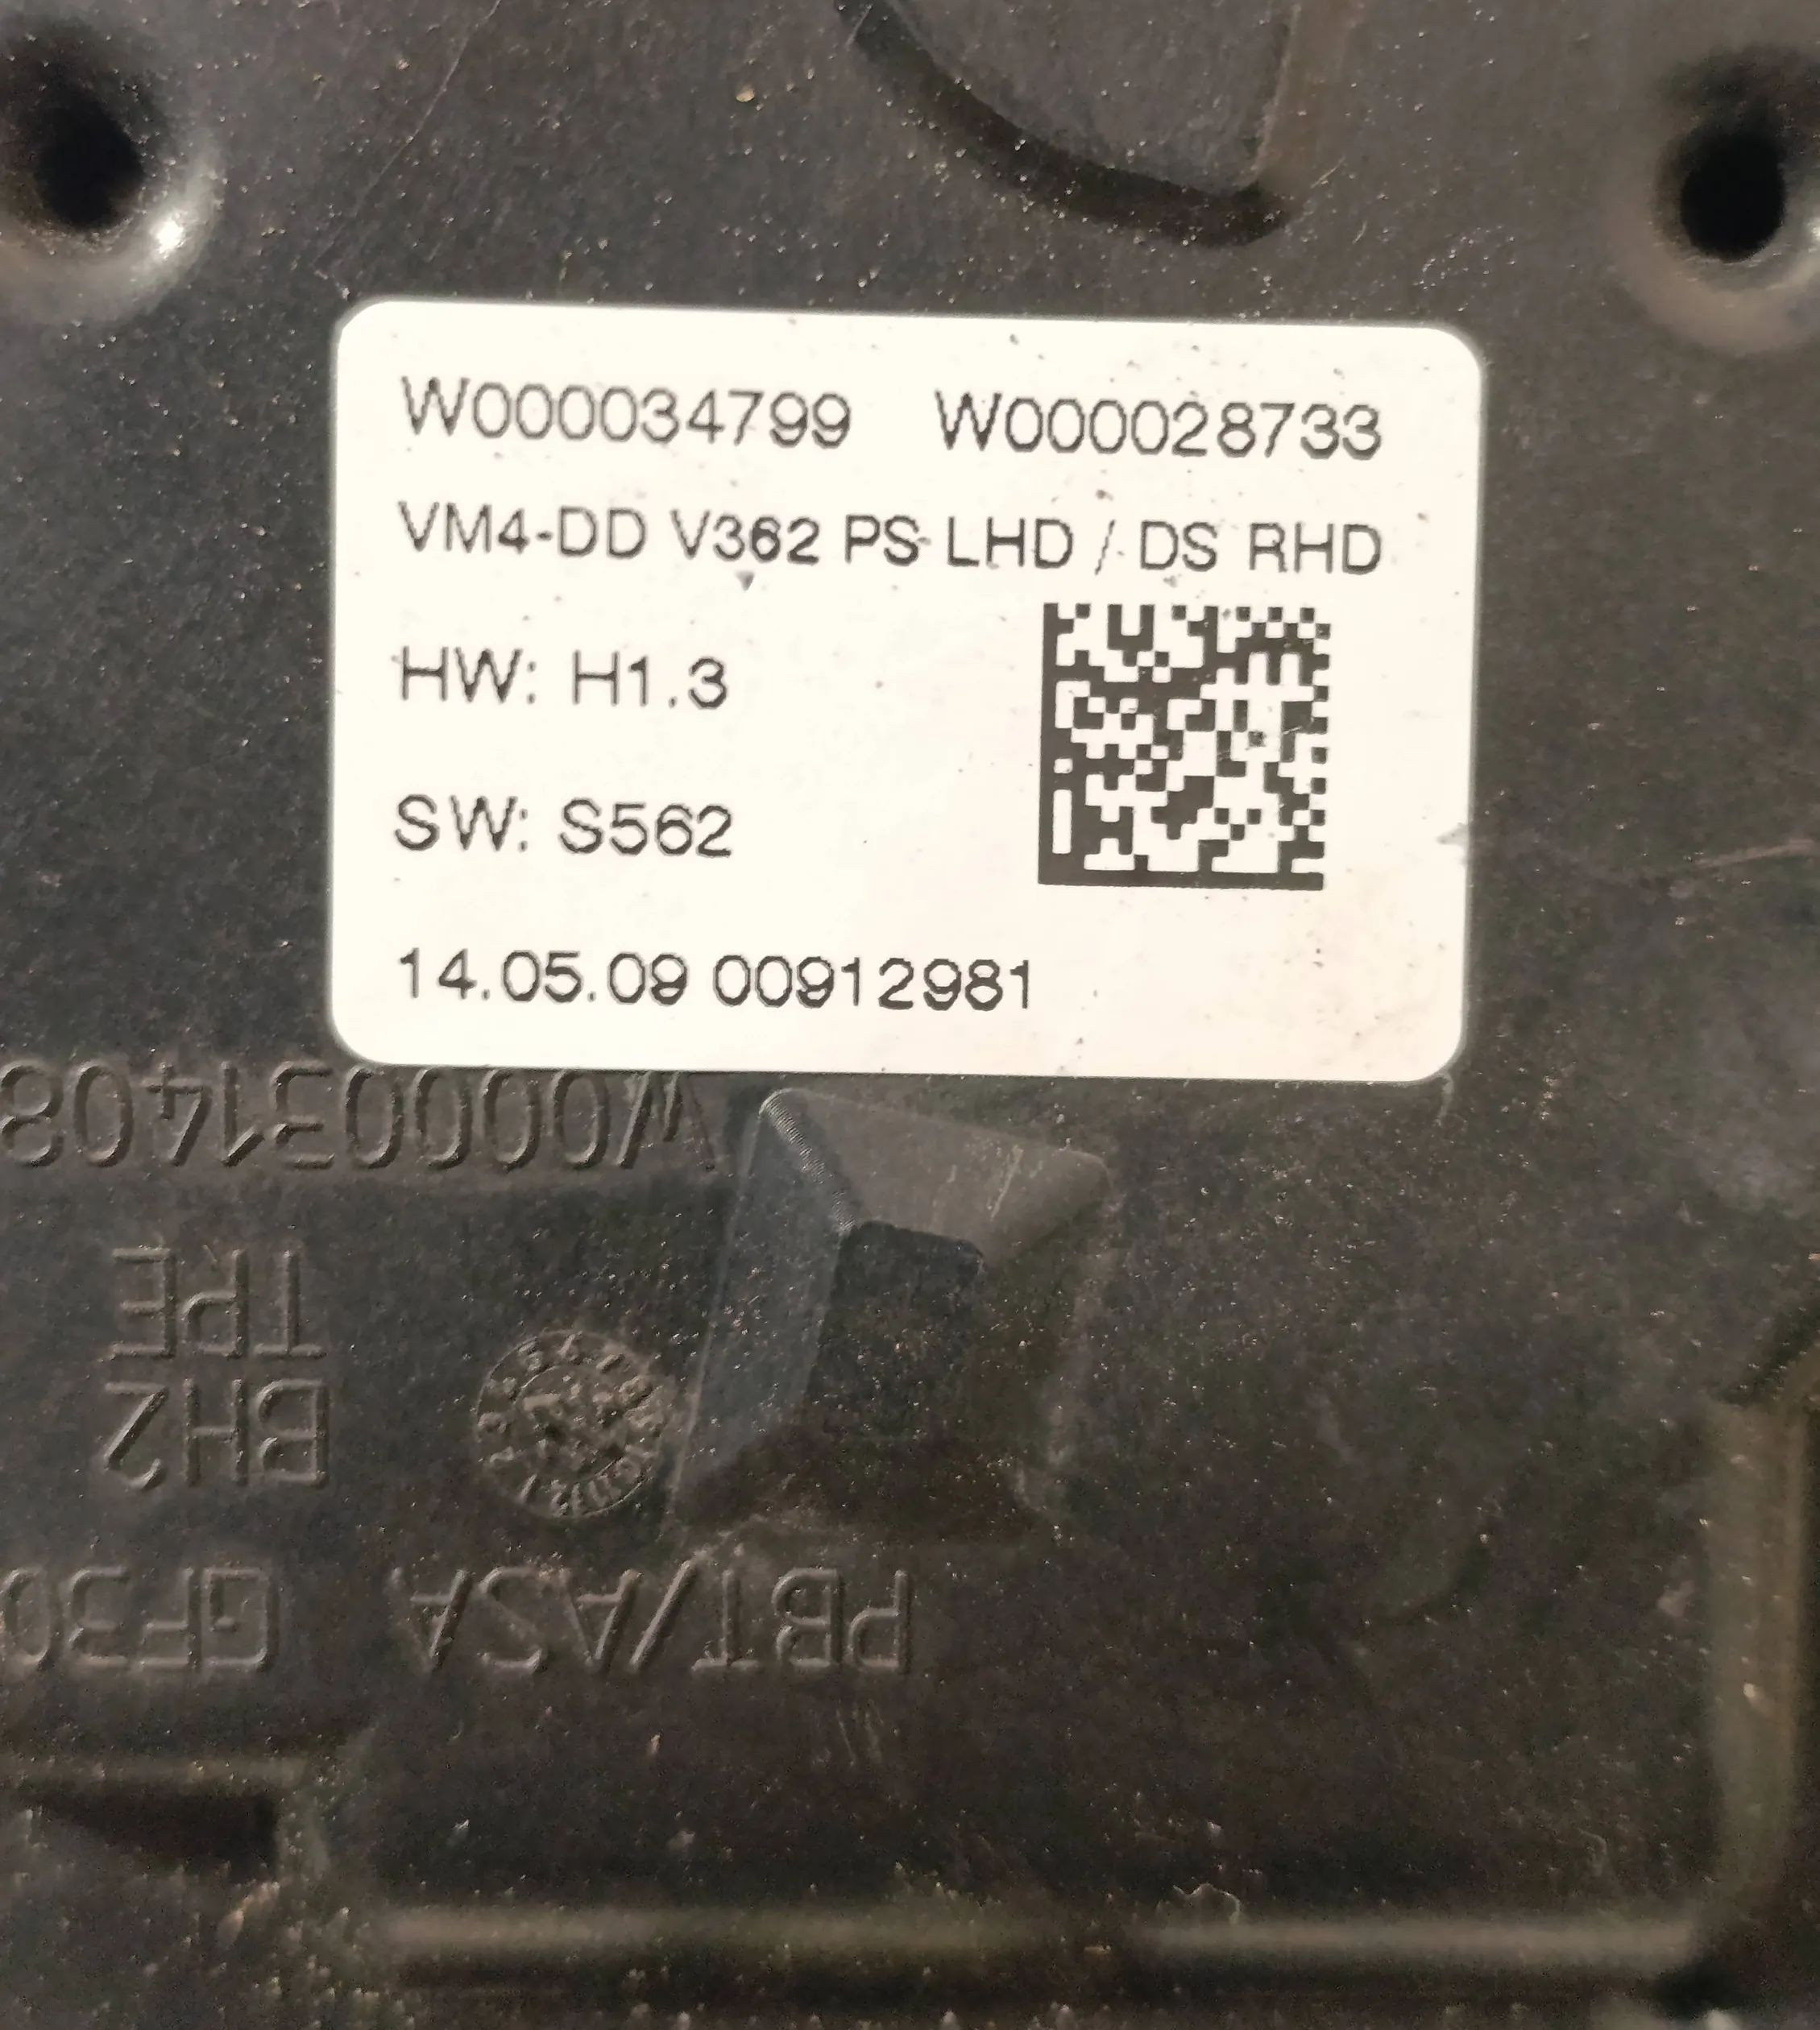 W000034799 W000028733
VM4-DD V362 PS LHD / DS RHD
HW: H1.3
SW: S562
14.05.09 00912981
W000031408
TPE
BH2
PBT/ASA GF30